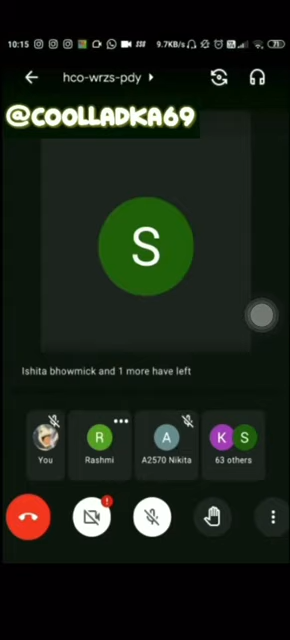 10:15 9.7KB/s 71
hco-wrzs-pdy
@COOLLADKA69
S
Ishita bhowmick and 1 more have left
R A K S
You Rashmi A2570 Nikita 63 others
!